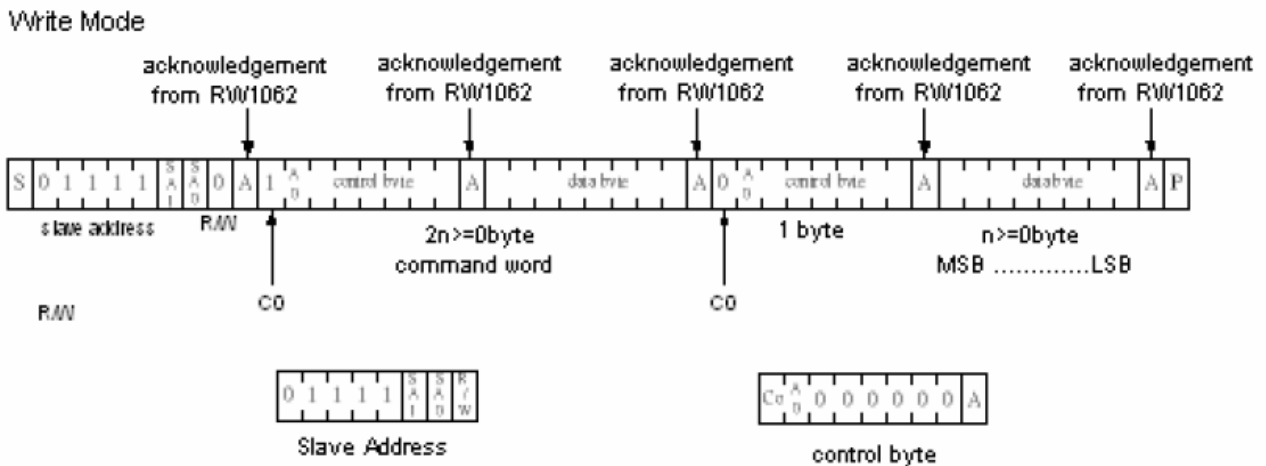 Write Mode
acknowledgement acknowledgement acknowledgement acknowledgement acknowledgement
from RW1062 from RW1062 from RW1062 from RW1062 from RW1062
S 0 1 1 1 1 SA1 SA0 0 A 1 A0 control byte A data byte A 0 A0 control byte A data byte A P
slave address R/W 2n>=0byte 1 byte n>=0byte
command word MSB .............LSB
R/W C0 C0
0 1 1 1 1 SA1 SA0 R/W Co A0 0 0 0 0 0 0 A
Slave Address control byte